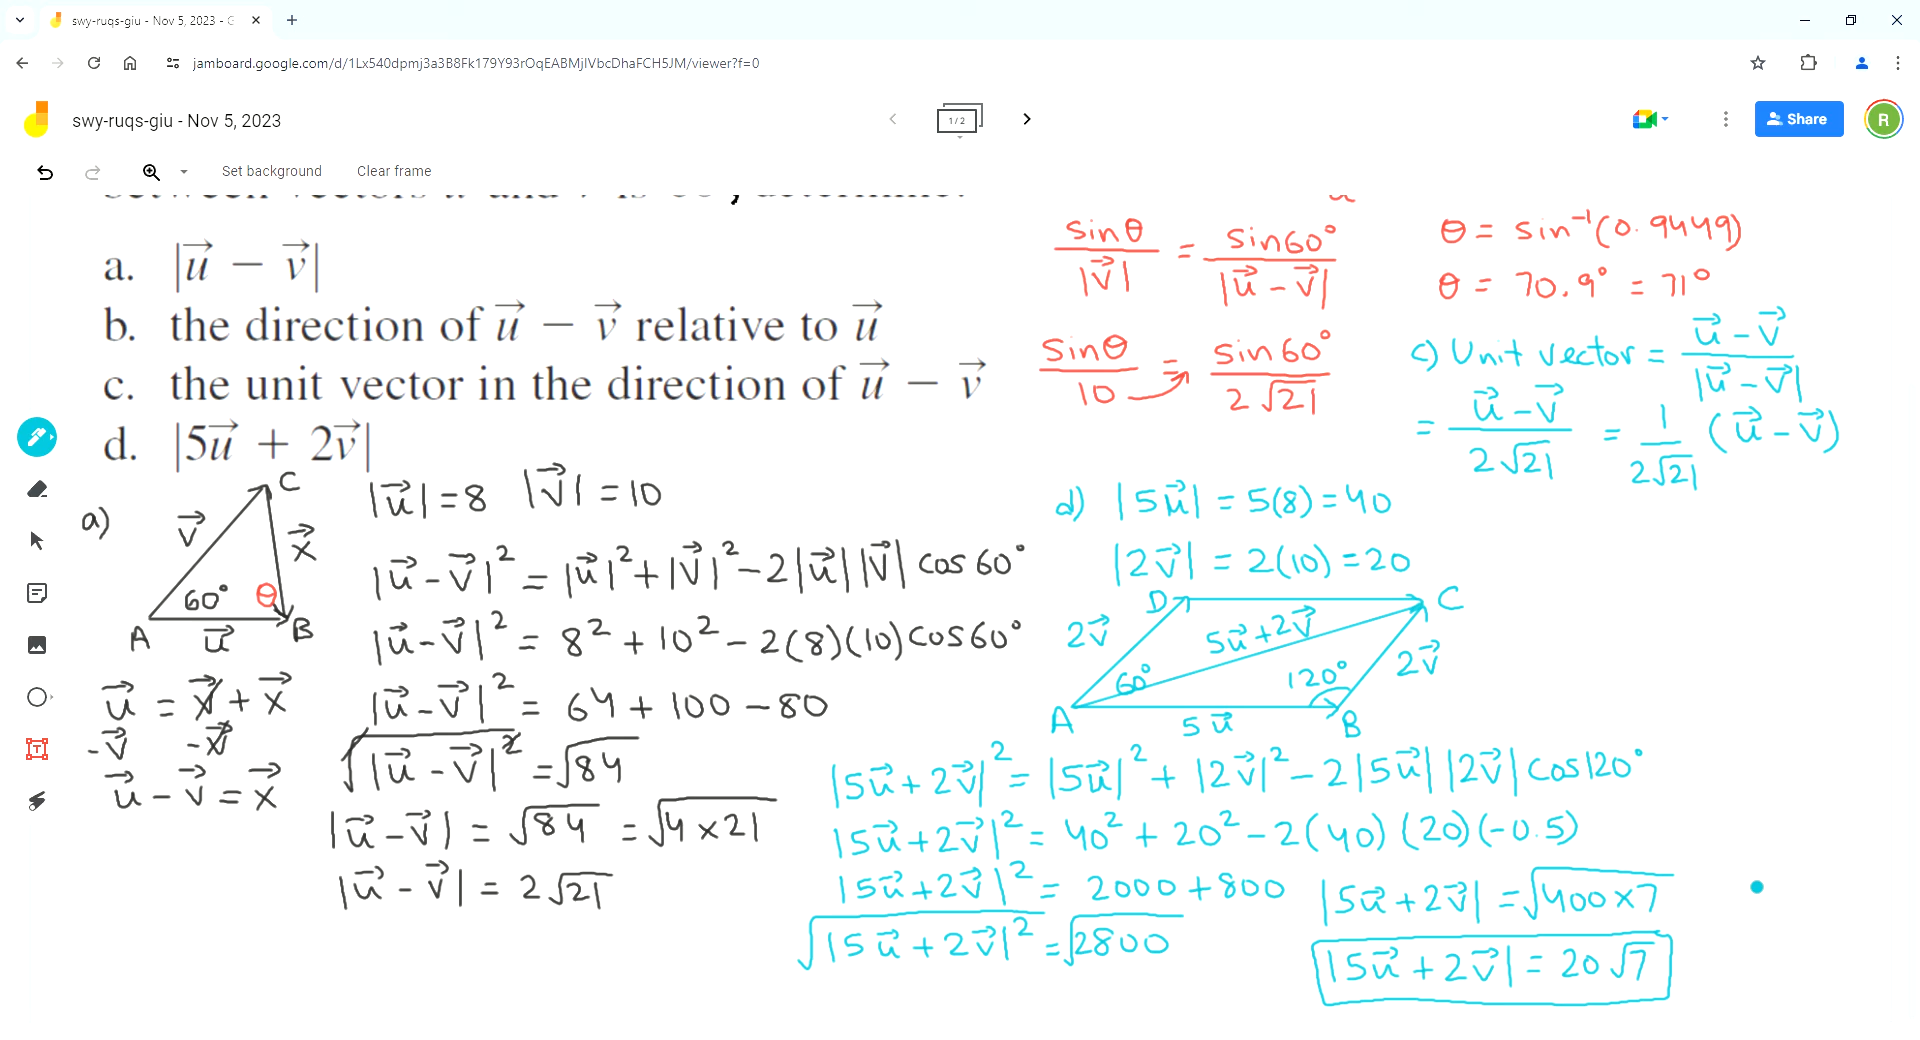 swy-ruqs-giu - Nov 5, 2023 - G
jamboard.google.com/d/1Lx540dpmj3a3B8Fk179Y93rOqEABMjIVbcDhaFCH5JM/viewer?f=0
swy-ruqs-giu - Nov 5, 2023
1 / 2
Share
R
Set background
Clear frame
a. |u⃗ − v⃗|
b. the direction of u⃗ − v⃗ relative to u⃗
c. the unit vector in the direction of u⃗ − v⃗
d. |5u⃗ + 2v⃗|
a)
C
v⃗
x⃗
60°
θ
A
u⃗
B
u⃗ = v⃗ + x⃗
-v⃗ -v⃗
u⃗ - v⃗ = x⃗
|u⃗| = 8 |v⃗| = 10
|u⃗ - v⃗|² = |u⃗|² + |v⃗|² - 2|u⃗||v⃗| cos 60°
|u⃗ - v⃗|² = 8² + 10² - 2(8)(10) cos 60°
|u⃗ - v⃗|² = 64 + 100 - 80
√|u⃗ - v⃗|² = √84
|u⃗ - v⃗| = √84 = √4 × 21
|u⃗ - v⃗| = 2√21
sinθ / |v⃗| = sin60° / |u⃗ - v⃗|
sinθ / 10 = sin60° / 2√21
θ = sin⁻¹(0.9449)
θ = 70.9° = 71°
c) Unit vector = u⃗ - v⃗ / |u⃗ - v⃗|
= u⃗ - v⃗ / 2√21 = 1 / 2√21 (u⃗ - v⃗)
d) |5u⃗| = 5(8) = 40
|2v⃗| = 2(10) = 20
D
C
2v⃗
5u⃗ + 2v⃗
2v⃗
60°
120°
A
5u⃗
B
|5u⃗ + 2v⃗|² = |5u⃗|² + |2v⃗|² - 2|5u⃗||2v⃗| cos120°
|5u⃗ + 2v⃗|² = 40² + 20² - 2(40)(20)(-0.5)
|5u⃗ + 2v⃗|² = 2000 + 800
√|5u⃗ + 2v⃗|² = √2800
|5u⃗ + 2v⃗| = √400×7
|5u⃗ + 2v⃗| = 20√7